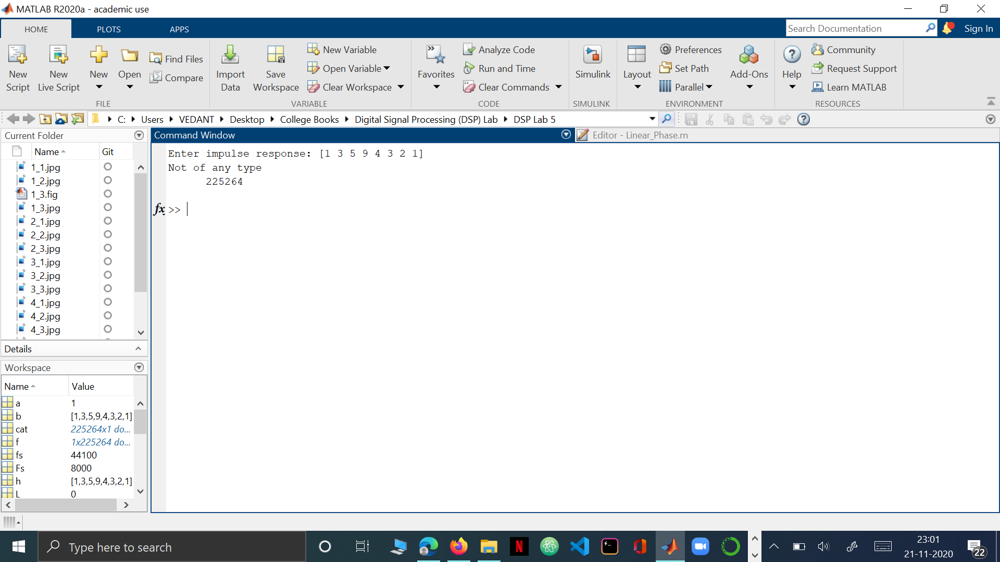 MATLAB R2020a - academic use
HOME PLOTS APPS
Search Documentation
Sign In
New Script
New Live Script
New
Open
Find Files
Compare
FILE
Import Data
Save Workspace
New Variable
Open Variable
Clear Workspace
VARIABLE
Favorites
Analyze Code
Run and Time
Clear Commands
CODE
Simulink
SIMULINK
Layout
Preferences
Set Path
Parallel
Add-Ons
ENVIRONMENT
Help
Community
Request Support
Learn MATLAB
RESOURCES
C: Users VEDANT Desktop College Books Digital Signal Processing (DSP) Lab DSP Lab 5
Current Folder
Name Git
1_1.jpg
1_2.jpg
1_3.fig
1_3.jpg
2_1.jpg
2_2.jpg
2_3.jpg
3_1.jpg
3_2.jpg
3_3.jpg
4_1.jpg
4_2.jpg
4_3.jpg
Details
Workspace
Name Value
a 1
b [1,3,5,9,4,3,2,1]
cat 225264x1 do...
f 1x225264 do...
fs 44100
Fs 8000
h [1,3,5,9,4,3,2,1]
L 0
Command Window
Editor - Linear_Phase.m
Enter impulse response: [1 3 5 9 4 3 2 1]
Not of any type
225264
fx >>
Type here to search
N
23:01
21-11-2020
22